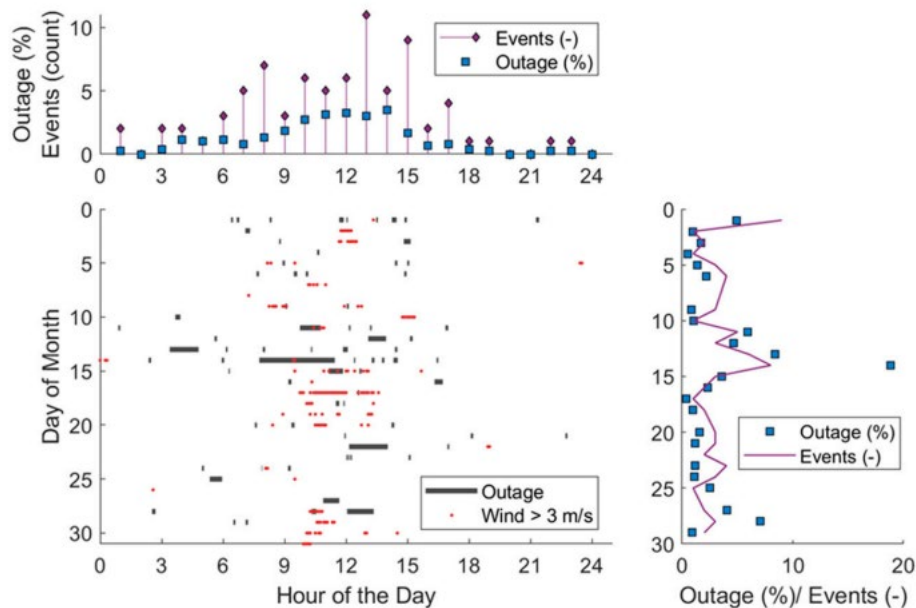 Outage (%)
Events (count)
10
5
0
Events (-)
Outage (%)
0 3 6 9 12 15 18 21 24
Day of Month
0
5
10
15
20
25
30
Outage
Wind > 3 m/s
0 3 6 9 12 15 18 21 24
Hour of the Day
0
5
10
15
20
25
30
Outage (%)
Events (-)
0 10 20
Outage (%)/ Events (-)